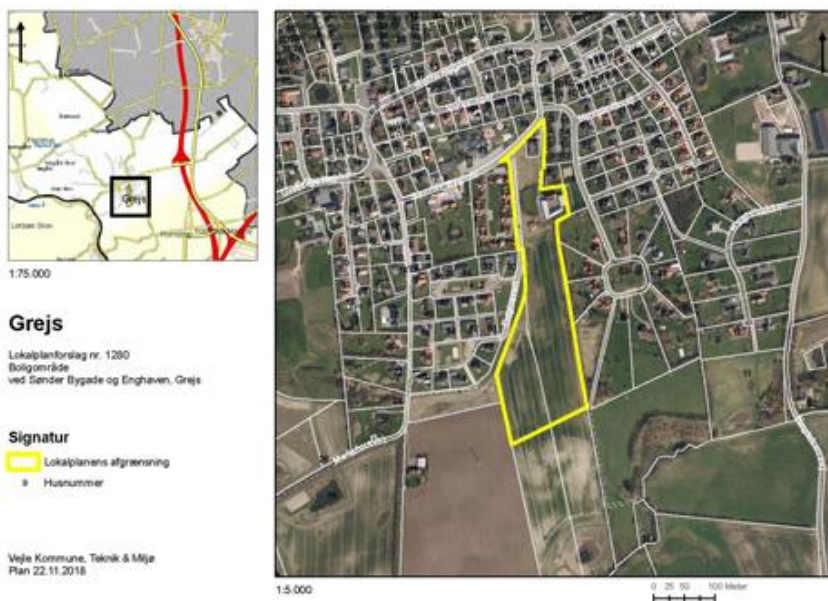 Grejs
1:75.000
Grejs
Lokalplanforslag nr. 1280
Boligområde
ved Sønder Bygade og Enghaven, Grejs
Signatur
Lokalplanens afgrænsning
Husnummer
Vejle Kommune, Teknik & Miljø
Plan 22.11.2018
1:5.000
0 25 50 100 Meter